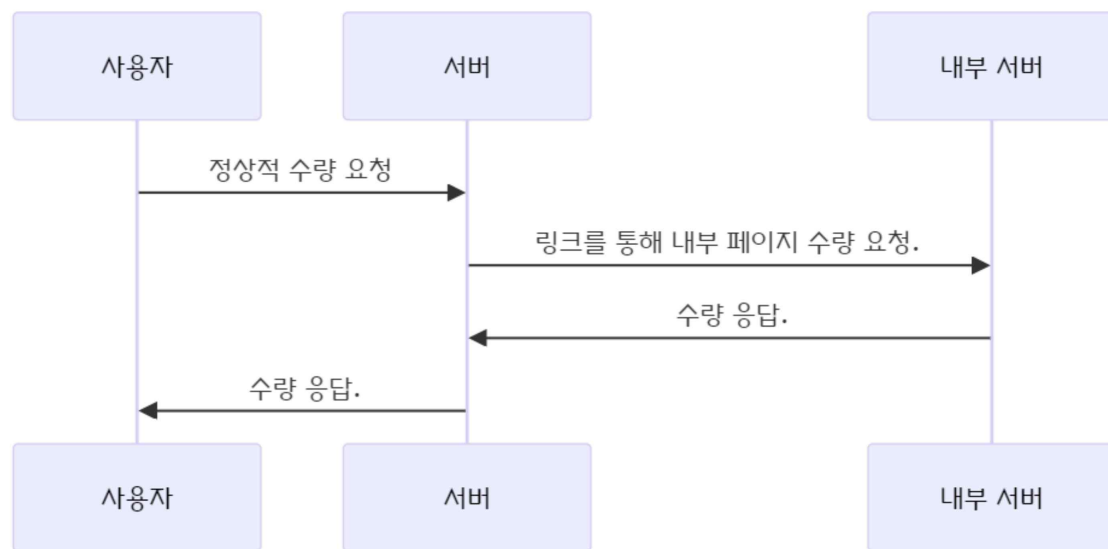 사용자 서버 내부 서버
정상적 수량 요청
링크를 통해 내부 페이지 수량 요청.
수량 응답.
수량 응답.
사용자 서버 내부 서버